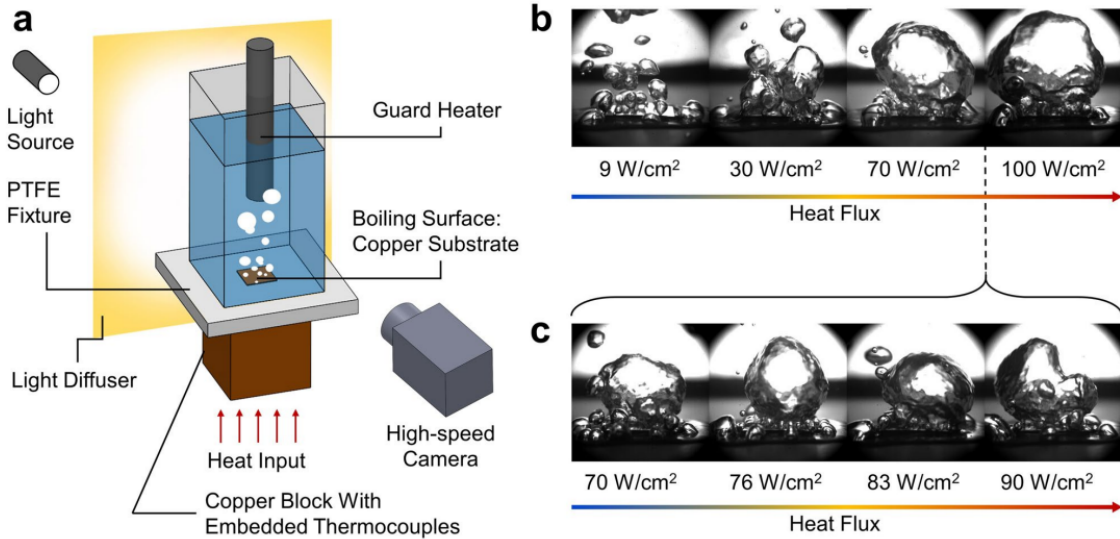 a
Light
Source
PTFE
Fixture
Light Diffuser
Guard Heater
Boiling Surface:
Copper Substrate
High-speed
Camera
Heat Input
Copper Block With
Embedded Thermocouples
b
9 W/cm²
30 W/cm²
70 W/cm²
100 W/cm²
Heat Flux
c
70 W/cm²
76 W/cm²
83 W/cm²
90 W/cm²
Heat Flux